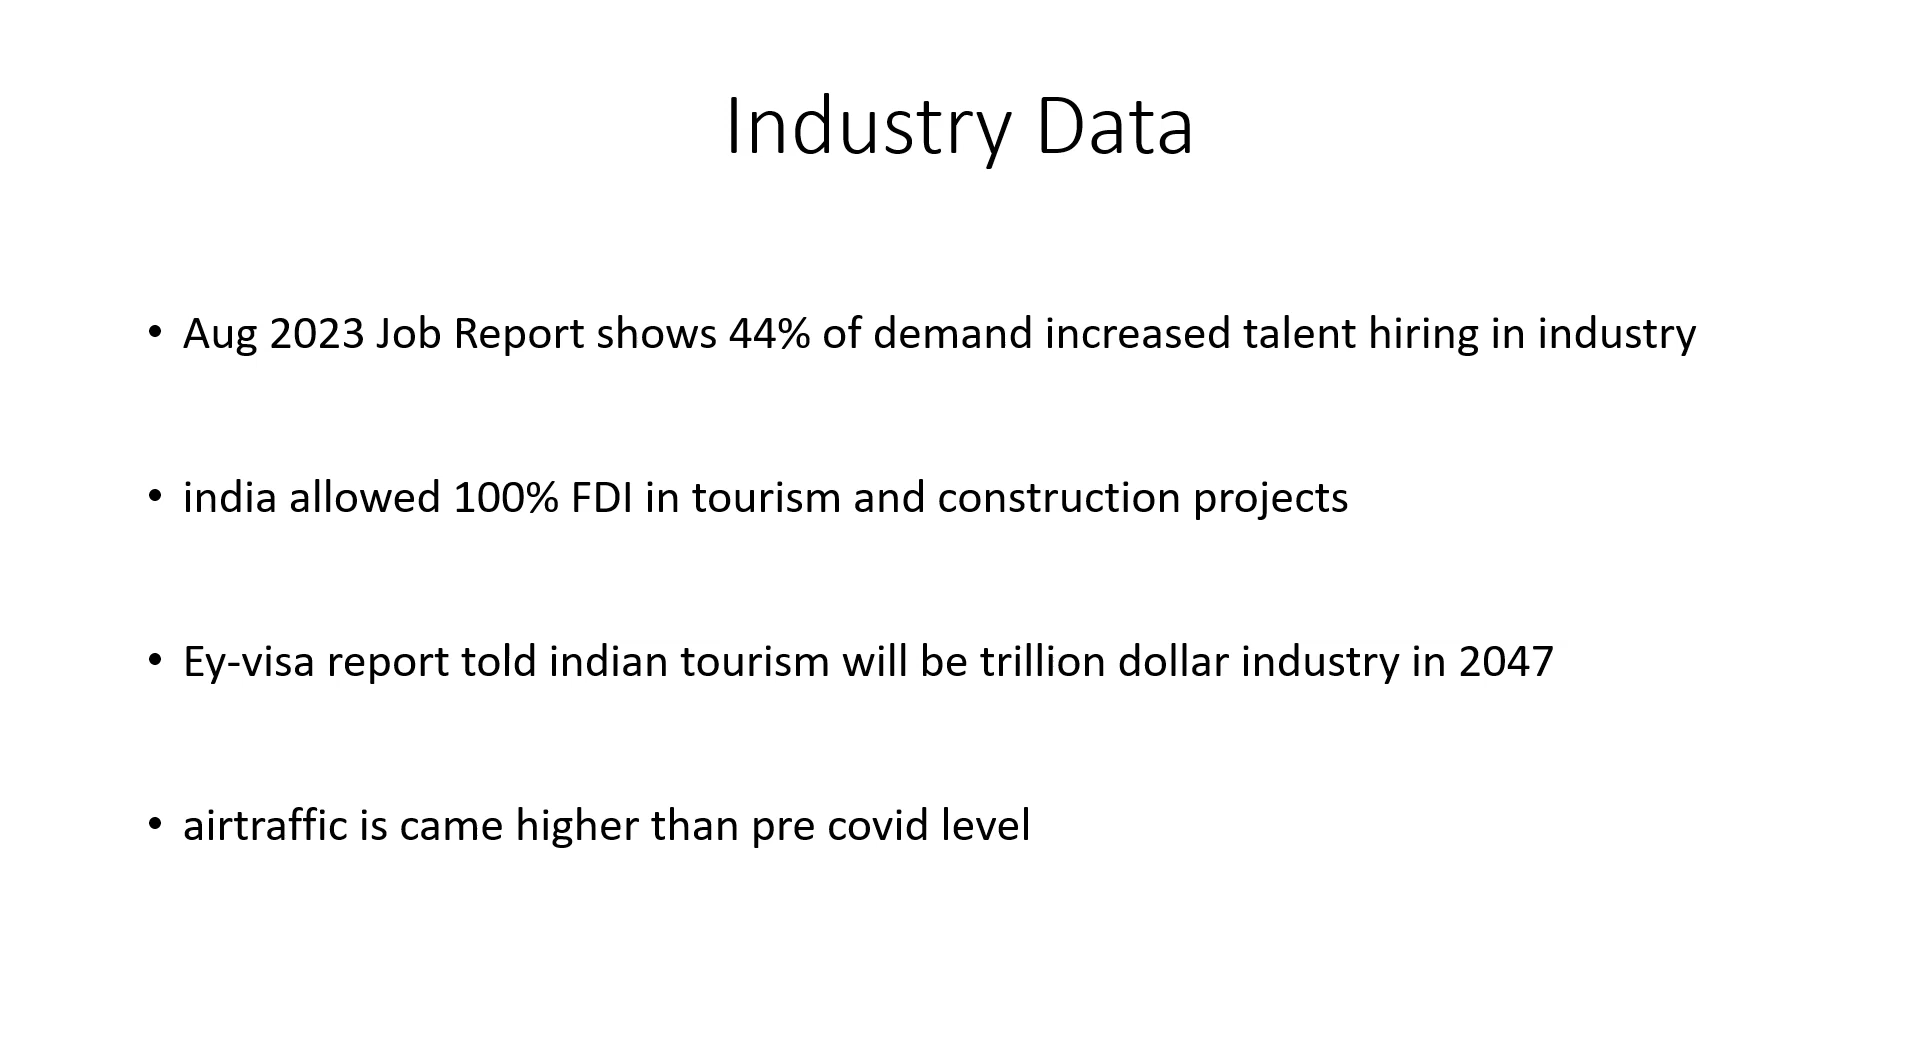 Industry Data
• Aug 2023 Job Report shows 44% of demand increased talent hiring in industry
• india allowed 100% FDI in tourism and construction projects
• Ey-visa report told indian tourism will be trillion dollar industry in 2047
• airtraffic is came higher than pre covid level